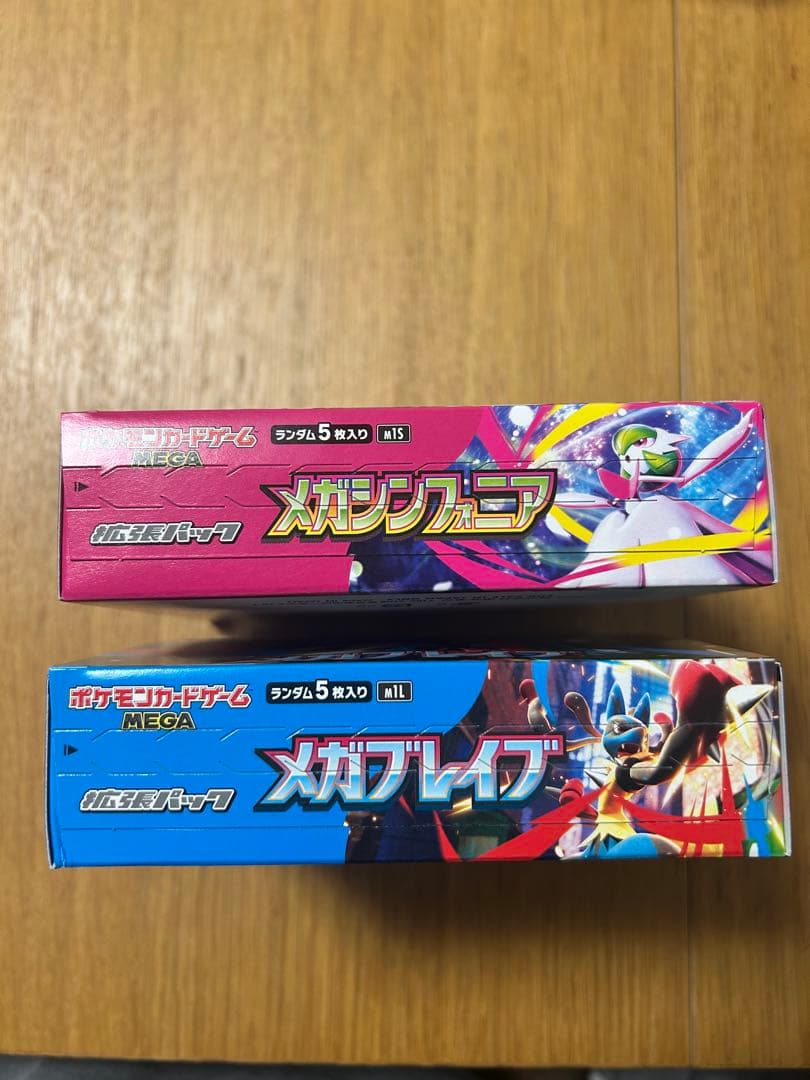 ポケモンカードゲーム
MEGA
ランダム5枚入り M1S
メガシンフォニア
拡張パック
ポケモンカードゲーム
MEGA
ランダム5枚入り M1L
メガブレイブ
拡張パック